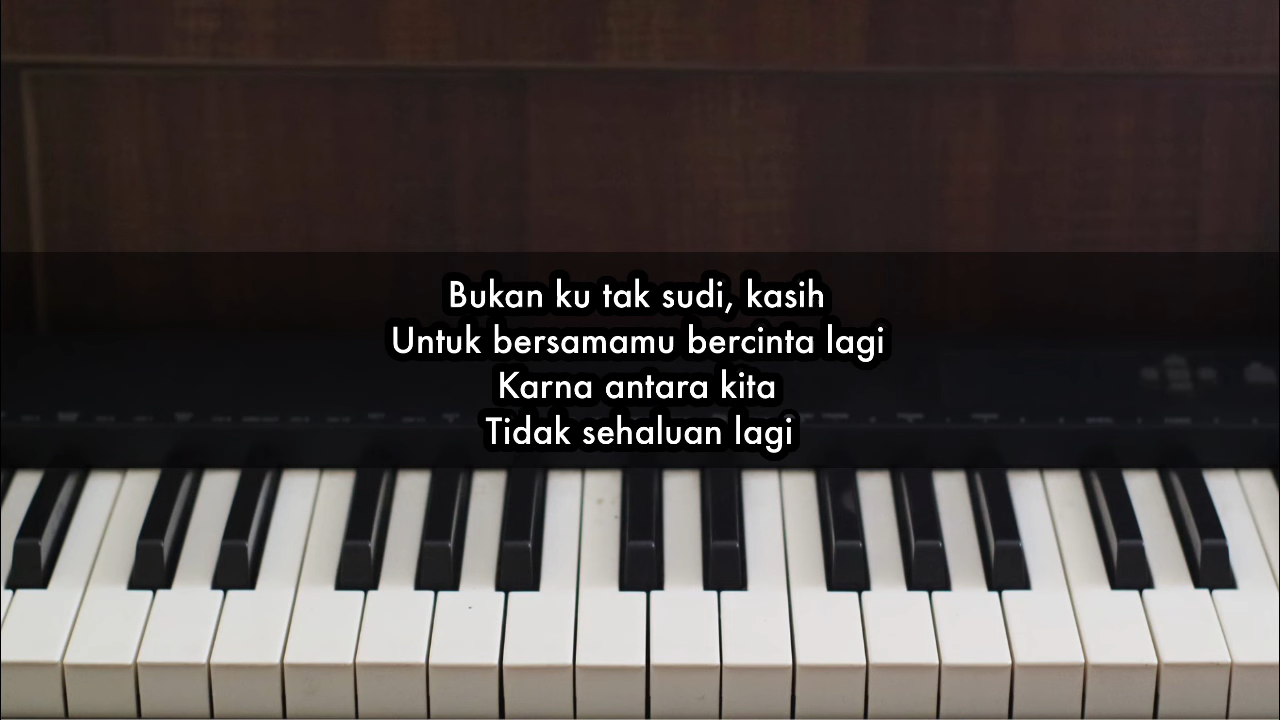 Bukan ku tak sudi, kasih
Untuk bersamamu bercinta lagi
Karna antara kita
Tidak sehaluan lagi